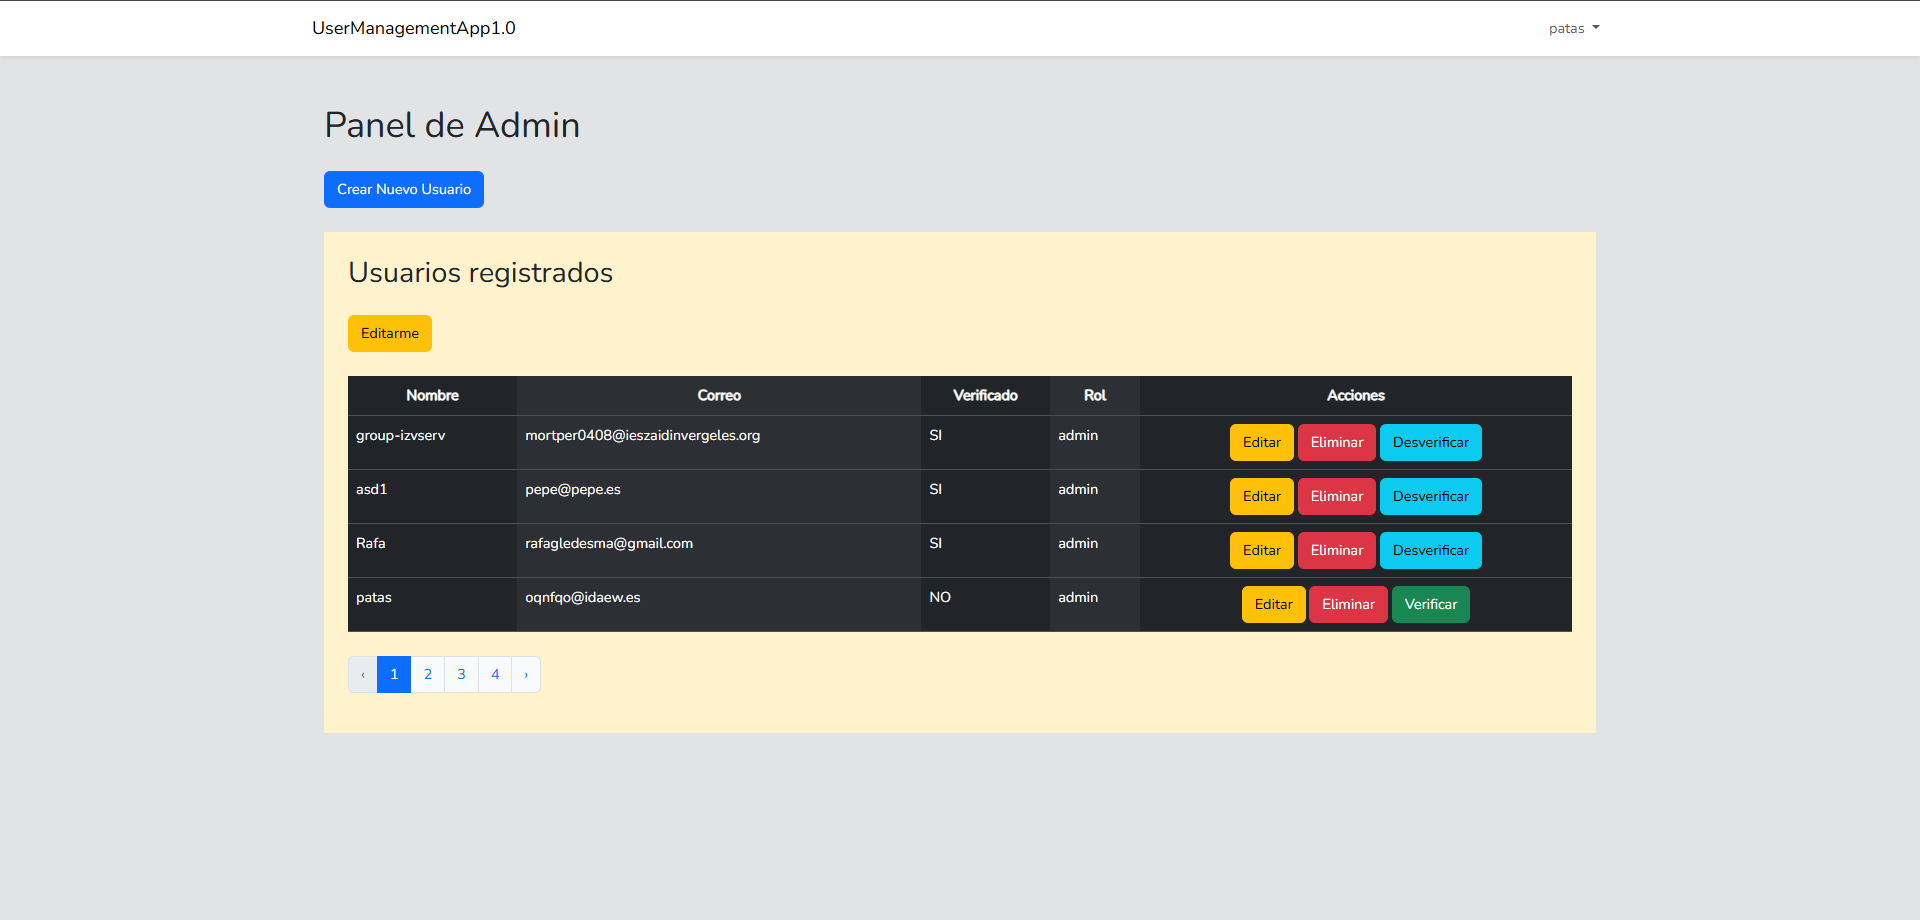 UserManagementApp1.0 patas
Panel de Admin
Crear Nuevo Usuario
Usuarios registrados
Editarme
Nombre Correo Verificado Rol Acciones
group-izvserv mortper0408@ieszaidinvergeles.org SI admin Editar Eliminar Desverificar
asd1 pepe@pepe.es SI admin Editar Eliminar Desverificar
Rafa rafagledesma@gmail.com SI admin Editar Eliminar Desverificar
patas oqnfqo@idaew.es NO admin Editar Eliminar Verificar
‹ 1 2 3 4 ›